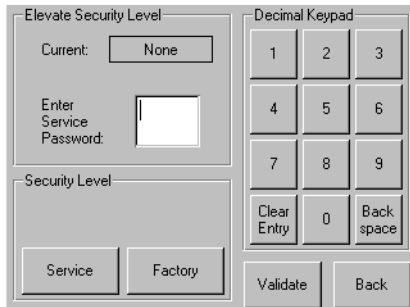 Elevate Security Level
Current:
None
Enter
Service
Password:
Security Level
Service
Factory
Decimal Keypad
1
2
3
4
5
6
7
8
9
Clear
Entry
0
Back
space
Validate
Back